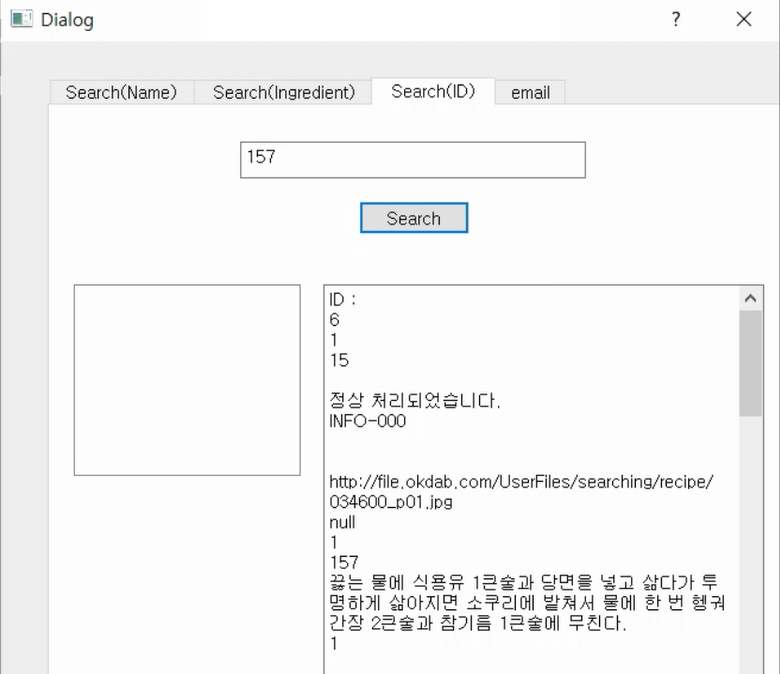 Dialog
?
Search(Name)
Search(Ingredient)
Search(ID)
email
157
Search
ID :
6
1
15
정상 처리되었습니다.
INFO-000
http://file.okdab.com/UserFiles/searching/recipe/
034600_p01.jpg
null
1
157
끓는 물에 식용유 1큰술과 당면을 넣고 삶다가 투
명하게 삶아지면 소쿠리에 밭쳐서 물에 한 번 헹궈
간장 2큰술과 참기름 1큰술에 무친다.
1